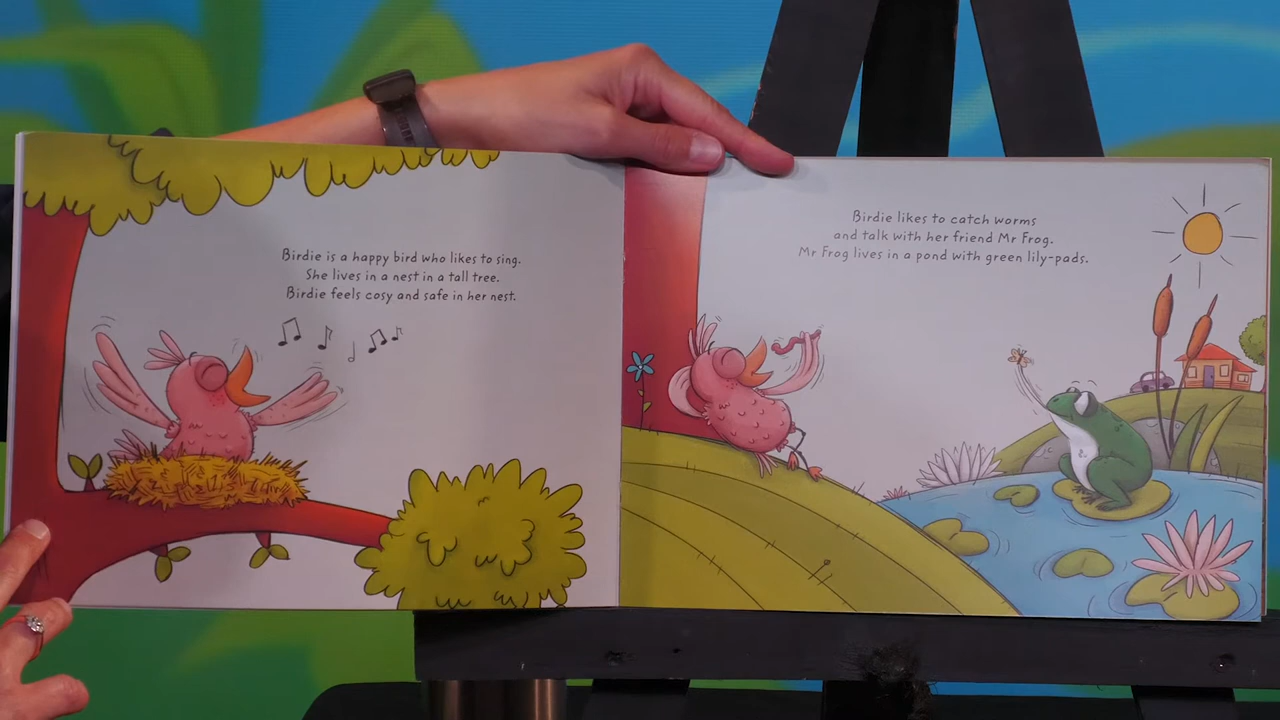 Birdie is a happy bird who likes to sing.
She lives in a nest in a tall tree.
Birdie feels cosy and safe in her nest.
Birdie likes to catch worms
and talk with her friend Mr Frog.
Mr Frog lives in a pond with green lily-pads.